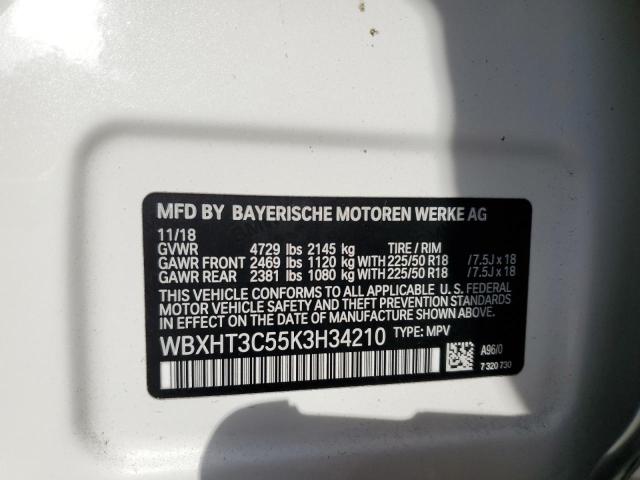 MFD BY BAYERISCHE MOTOREN WERKE AG
11/18
GVWR 4729 lbs 2145 kg TIRE / RIM
GAWR FRONT 2469 lbs 1120 kg WITH 225/50 R18 /7.5J x 18
GAWR REAR 2381 lbs 1080 kg WITH 225/50 R18 /7.5J x 18
THIS VEHICLE CONFORMS TO ALL APPLICABLE U. S. FEDERAL
MOTOR VEHICLE SAFETY AND THEFT PREVENTION
STANDARDS IN EFFECT ON THE DATE OF MANUFACTURE
SHOWN ABOVE.
WBXHT3C55K3H34210 TYPE: MPV
A96/0
7 320 730